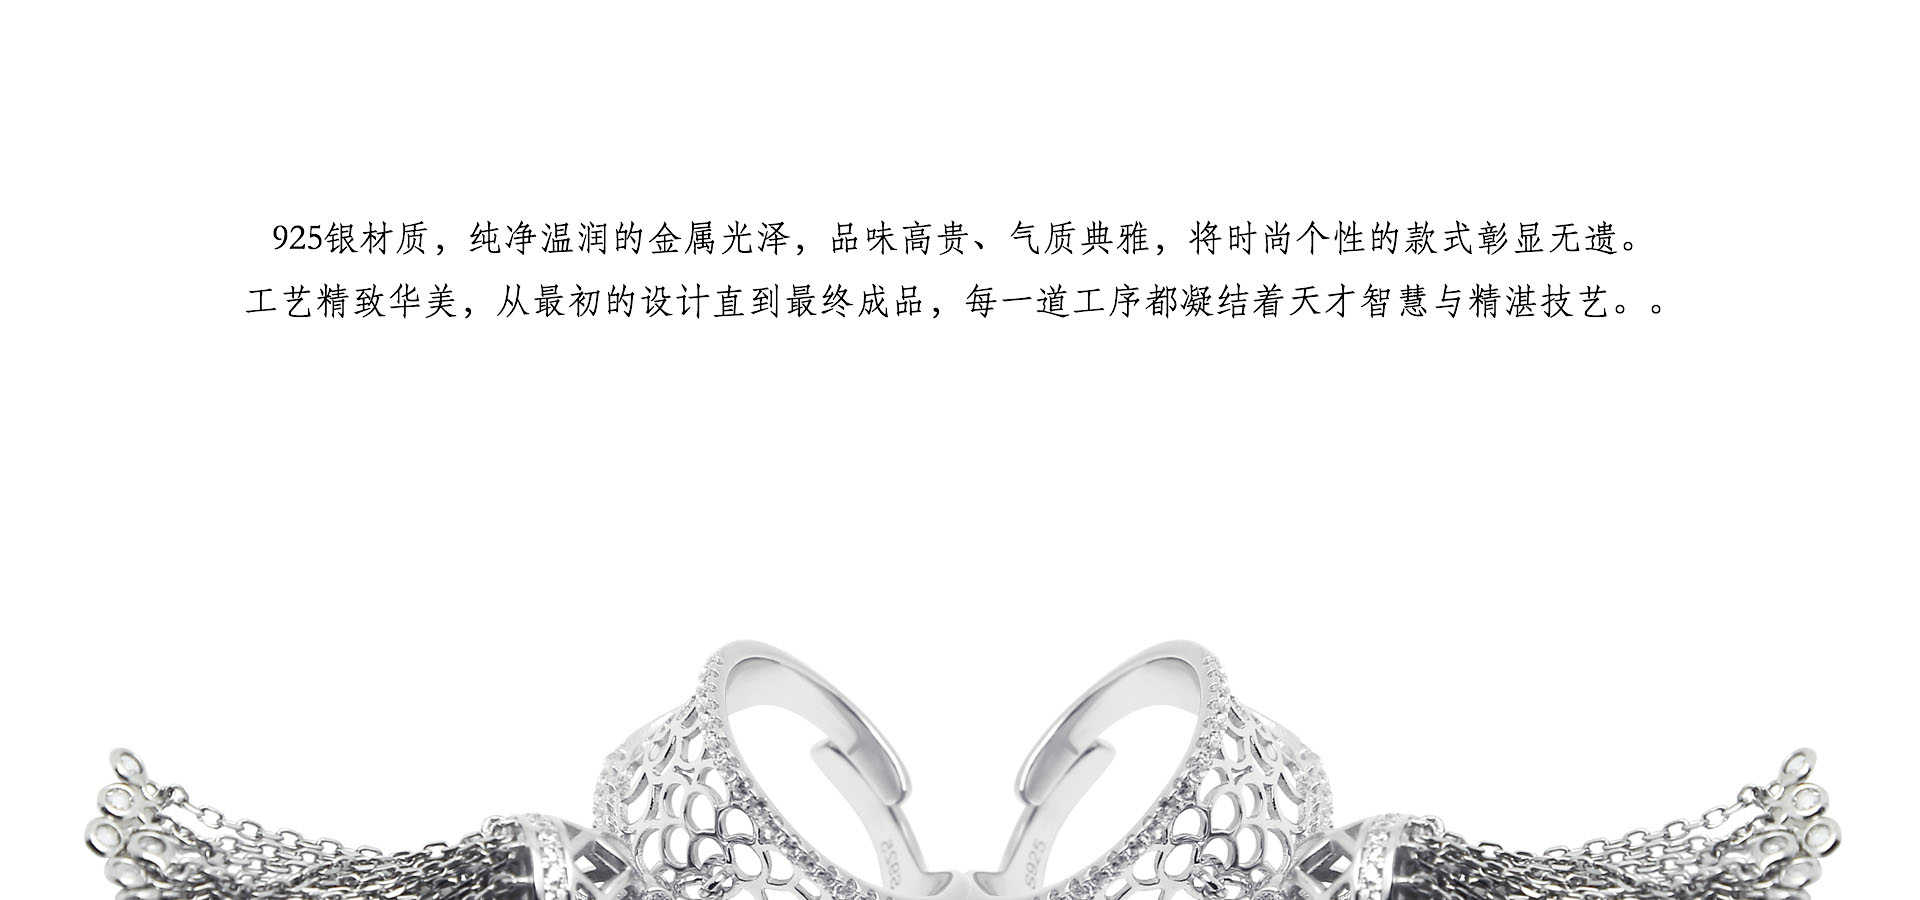 925银材质，纯净温润的金属光泽，品味高贵、气质典雅，将时尚个性的款式彰显无遗。
工艺精致华美，从最初的设计直到最终成品，每一道工序都凝结着天才智慧与精湛技艺。。
S925
S925